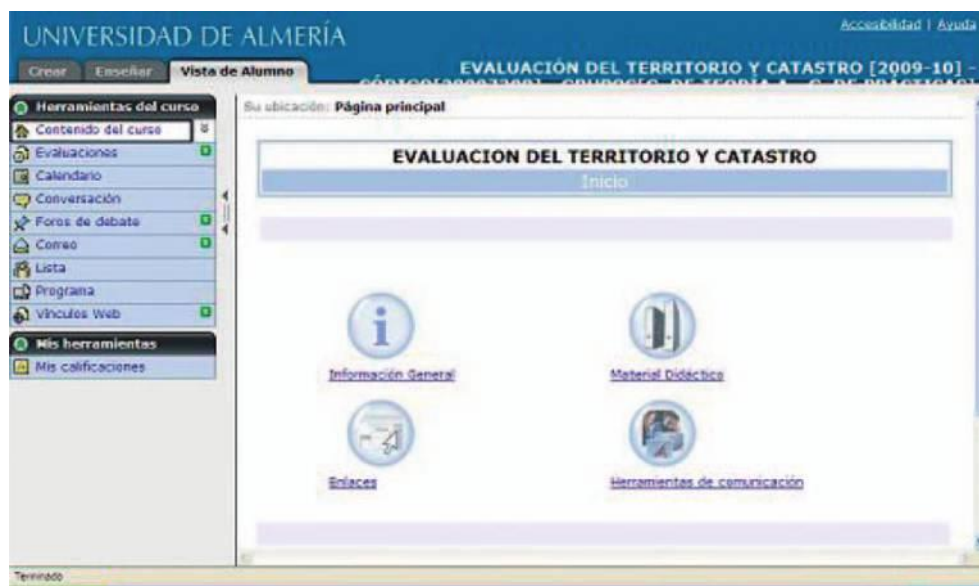 UNIVERSIDAD DE ALMERÍA
Accesibilidad | Ayuda
Crear Enseñar Vista de Alumno
EVALUACIÓN DEL TERRITORIO Y CATASTRO [2009-10] -
Herramientas del curso
Contenido del curso
Evaluaciones
Calendario
Conversación
Foros de debate
Correo
Lista
Programa
Vínculos Web
Mis herramientas
Mis calificaciones
Su ubicación: Página principal
EVALUACION DEL TERRITORIO Y CATASTRO
Inicio
Información General
Material Didáctico
Enlaces
Herramientas de comunicación
Terminado